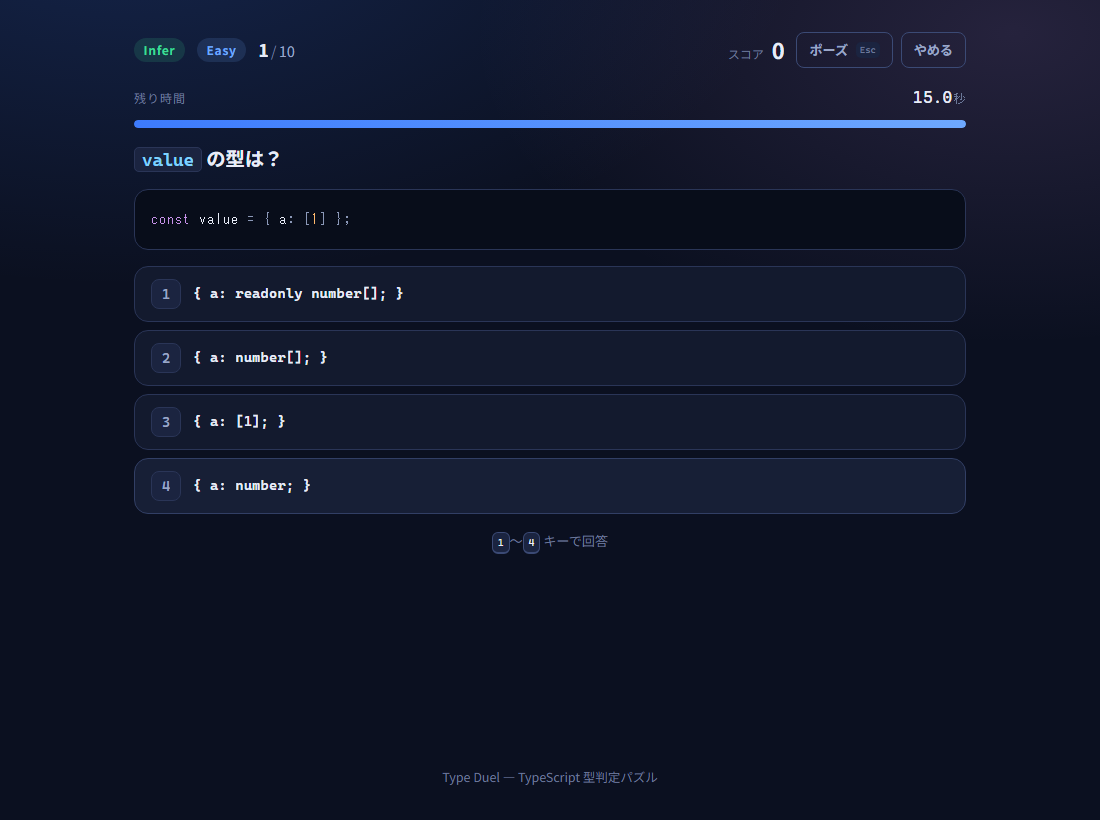 Infer Easy 1 / 10 スコア 0 ポーズ Esc やめる
残り時間 15.0秒
value の型は？
const value = { a: [1] };
1 { a: readonly number[]; }
2 { a: number[]; }
3 { a: [1]; }
4 { a: number; }
1〜4 キーで回答
Type Duel — TypeScript 型判定パズル